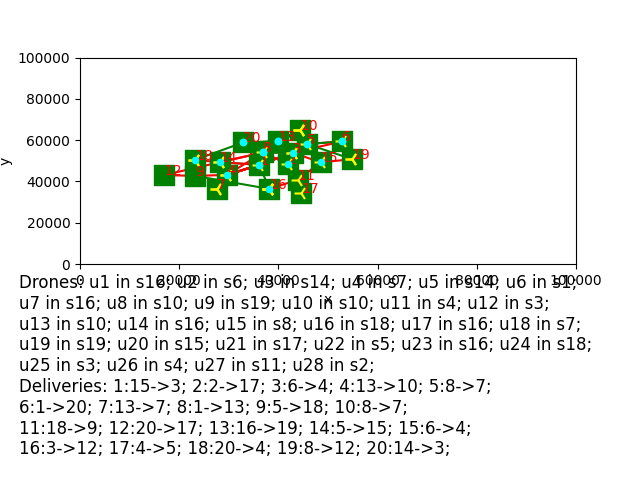 100000
80000
60000
40000
20000
0
y
0 20000 40000 60000 80000 100000
x
Drones: u1 in s16; u2 in s6; u3 in s14; u4 in s7; u5 in s14; u6 in s1;
u7 in s16; u8 in s10; u9 in s19; u10 in s10; u11 in s4; u12 in s3;
u13 in s10; u14 in s16; u15 in s8; u16 in s18; u17 in s16; u18 in s7;
u19 in s19; u20 in s15; u21 in s17; u22 in s5; u23 in s16; u24 in s18;
u25 in s3; u26 in s4; u27 in s11; u28 in s2;
Deliveries: 1:15->3; 2:2->17; 3:6->4; 4:13->10; 5:8->7;
6:1->20; 7:13->7; 8:1->13; 9:5->18; 10:8->7;
11:18->9; 12:20->17; 13:16->19; 14:5->15; 15:6->4;
16:3->12; 17:4->5; 18:20->4; 19:8->12; 20:14->3;